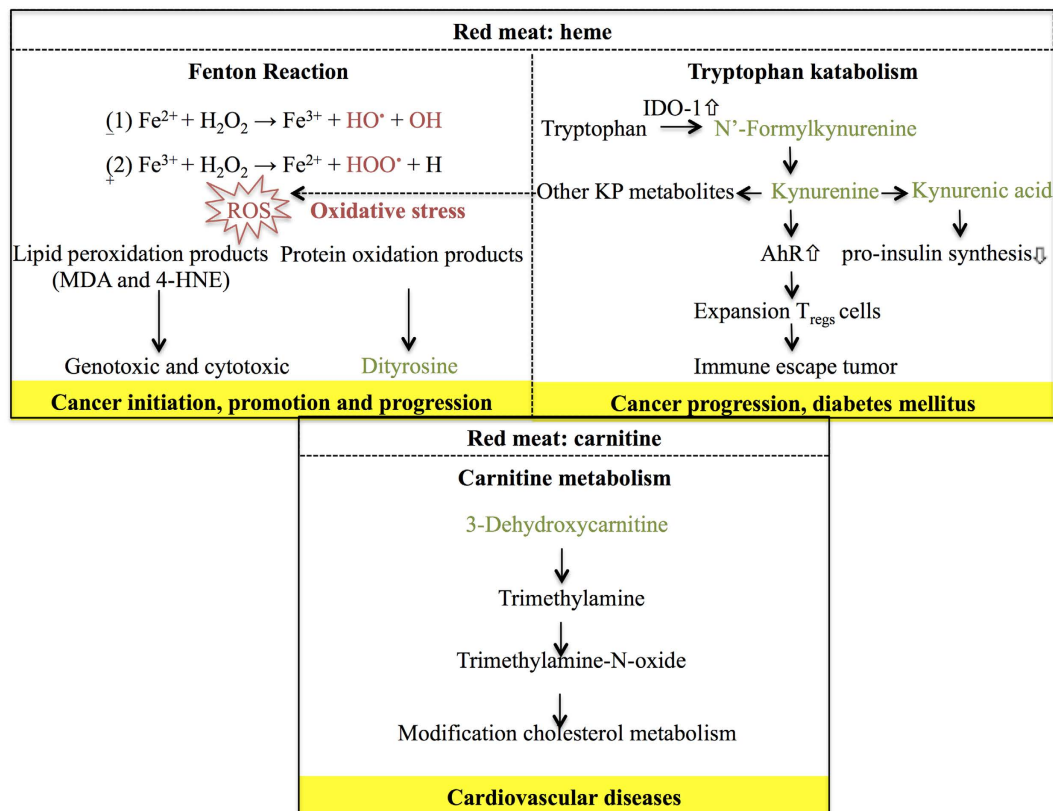 Red meat: heme
Fenton Reaction
(1) Fe²⁺ + H₂O₂ → Fe³⁺ + HO• + OH
-
(2) Fe³⁺ + H₂O₂ → Fe²⁺ + HOO• + H
+
ROS Oxidative stress
Lipid peroxidation products
(MDA and 4-HNE)
Protein oxidation products
Genotoxic and cytotoxic
Dityrosine
Cancer initiation, promotion and progression
Tryptophan katabolism
IDO-1⇧
Tryptophan → N’-Formylkynurenine
Other KP metabolites ← Kynurenine → Kynurenic acid
AhR⇧
pro-insulin synthesis⇩
Expansion Tregs cells
Immune escape tumor
Cancer progression, diabetes mellitus
Red meat: carnitine
Carnitine metabolism
3-Dehydroxycarnitine
Trimethylamine
Trimethylamine-N-oxide
Modification cholesterol metabolism
Cardiovascular diseases